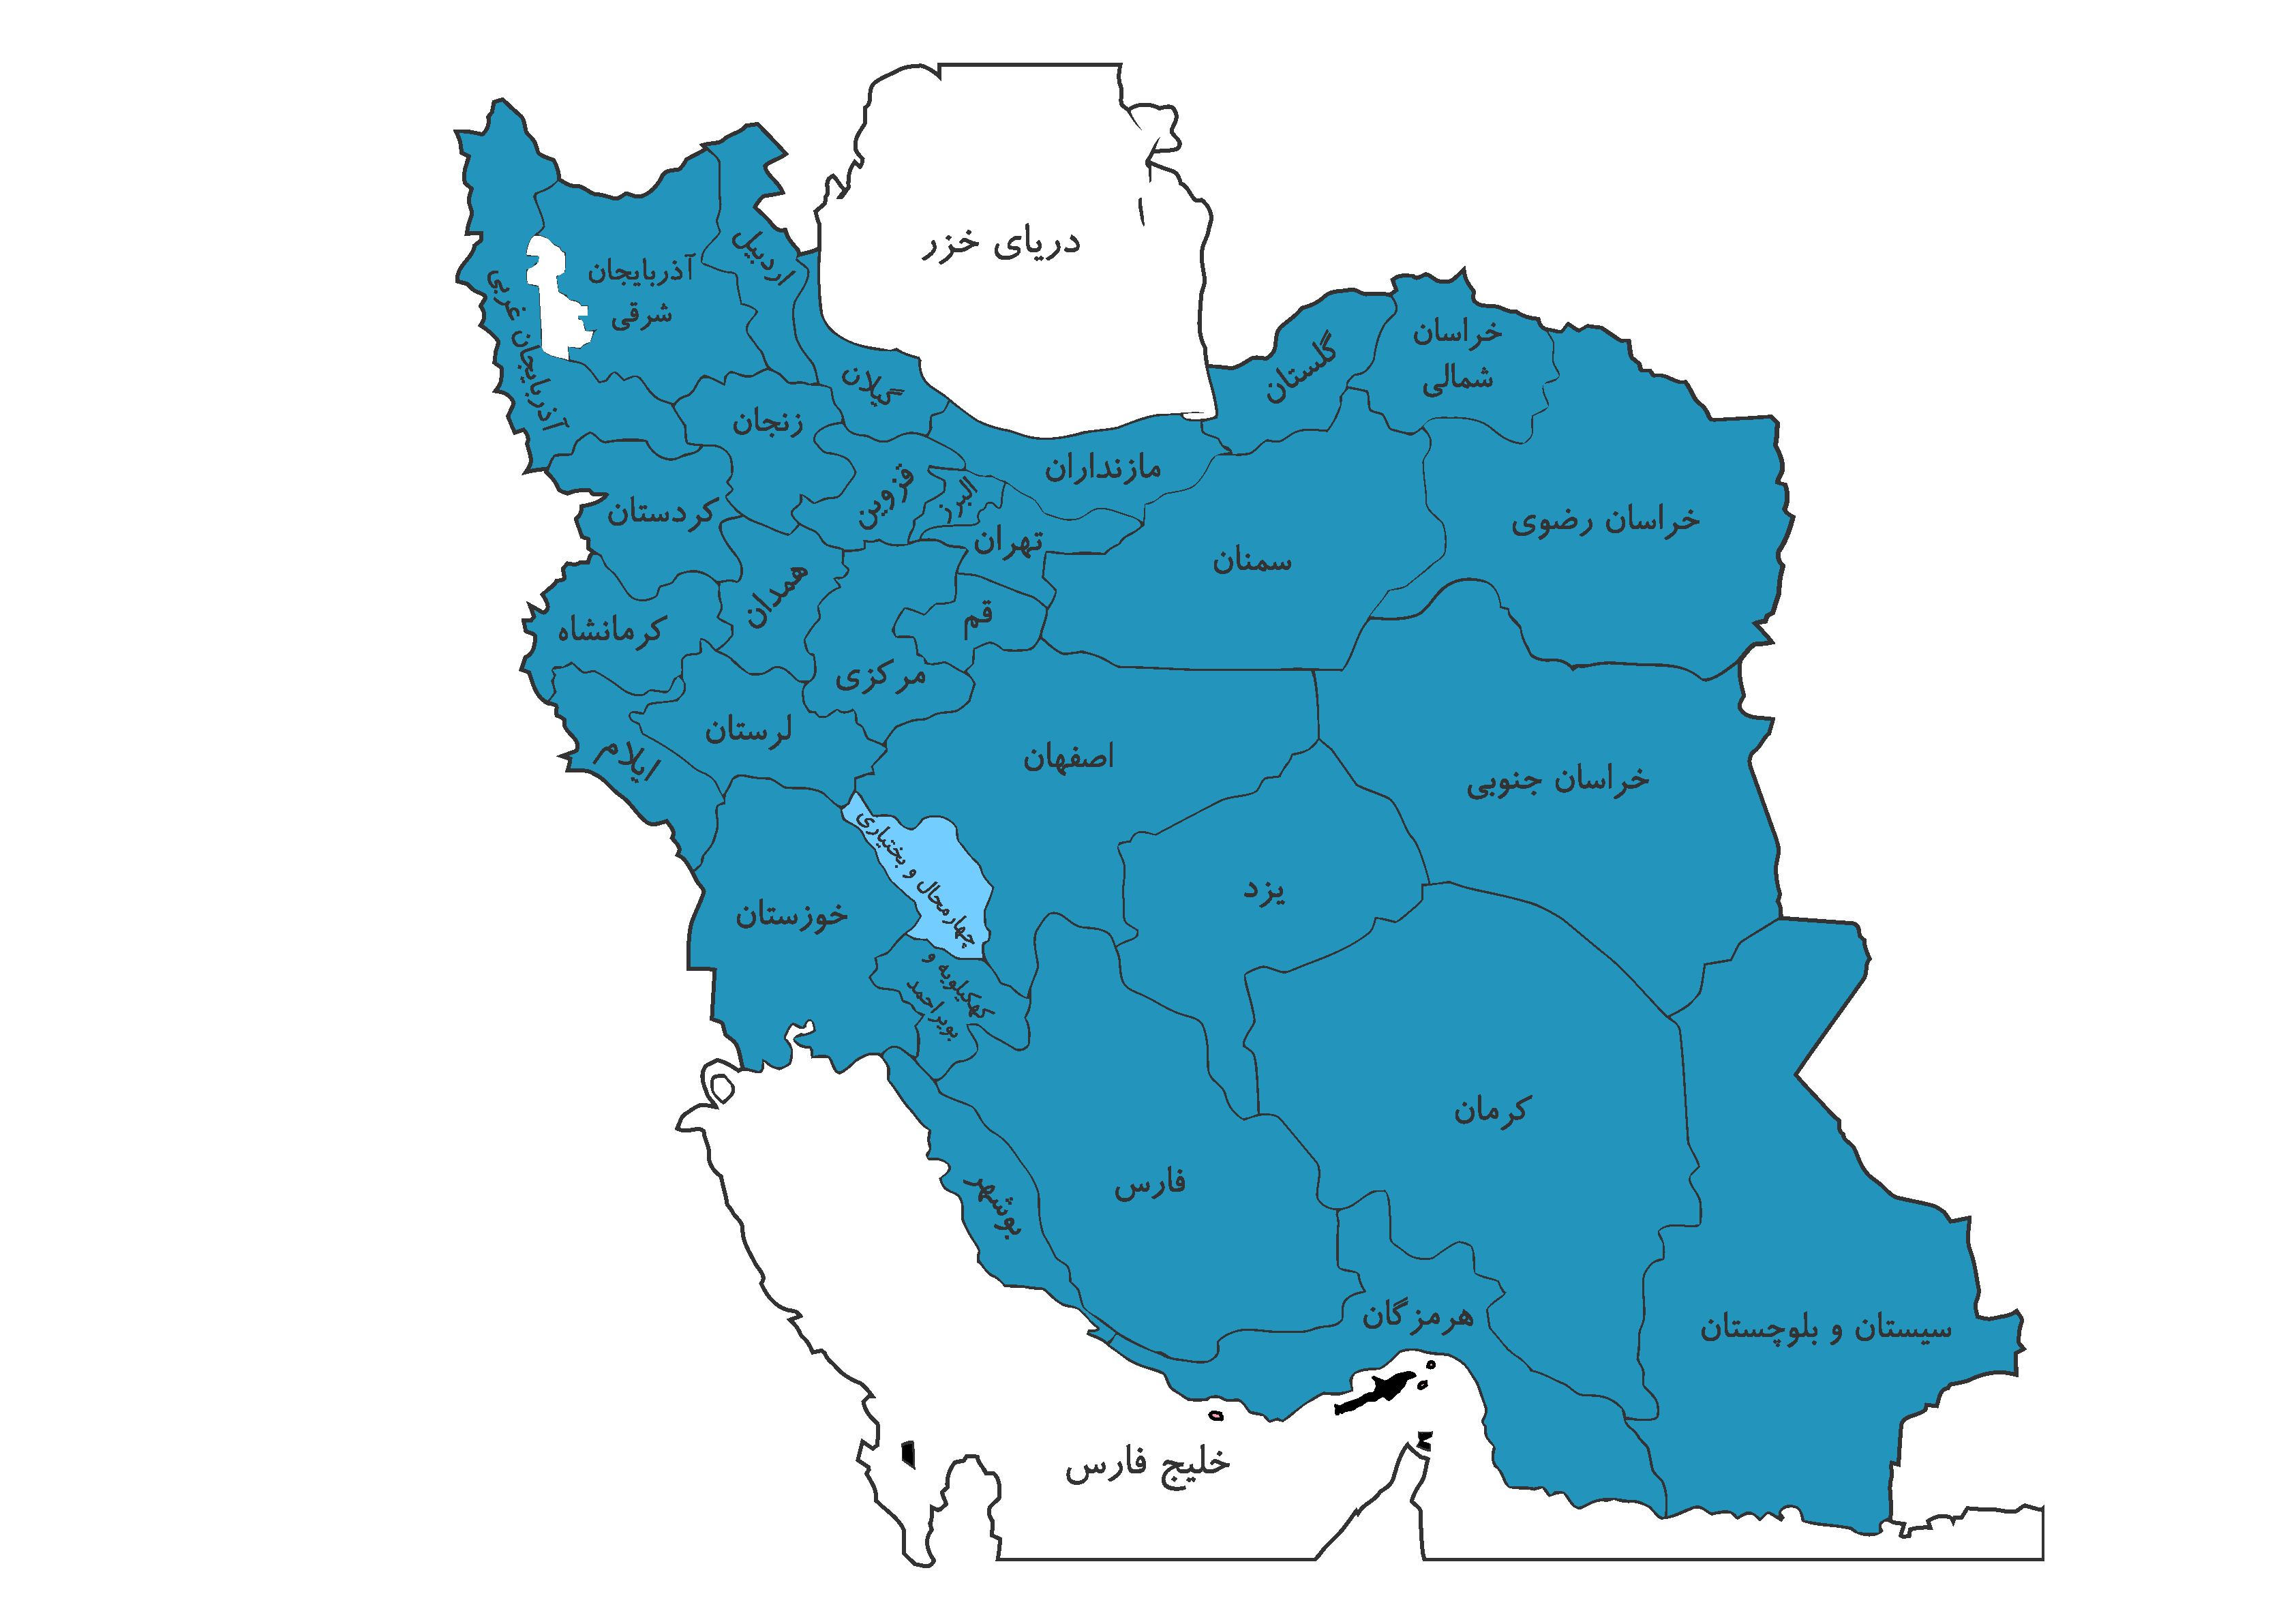 دریای خزر
آذربایجان
شرقی
اردبیل
آذربایجان غربی
گیلان
زنجان
گلستان
خراسان
شمالی
مازنداران
قزوین
البرز
تهران
کردستان
سمنان
خراسان رضوی
همدان
کرمانشاه
قم
مرکزی
لرستان
ایلام
اصفهان
خراسان جنوبی
چهارمحال و بختیاری
یزد
خوزستان
کهکیلویه و
بویراحمد
کرمان
فارس
بوشهر
هرمزگان
سیستان و بلوچستان
خلیج فارس